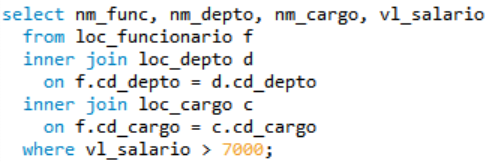 select nm_func, nm_depto, nm_cargo, vl_salario
from loc_funcionario f
inner join loc_depto d
on f.cd_depto = d.cd_depto
inner join loc_cargo c
on f.cd_cargo = c.cd_cargo
where vl_salario > 7000;